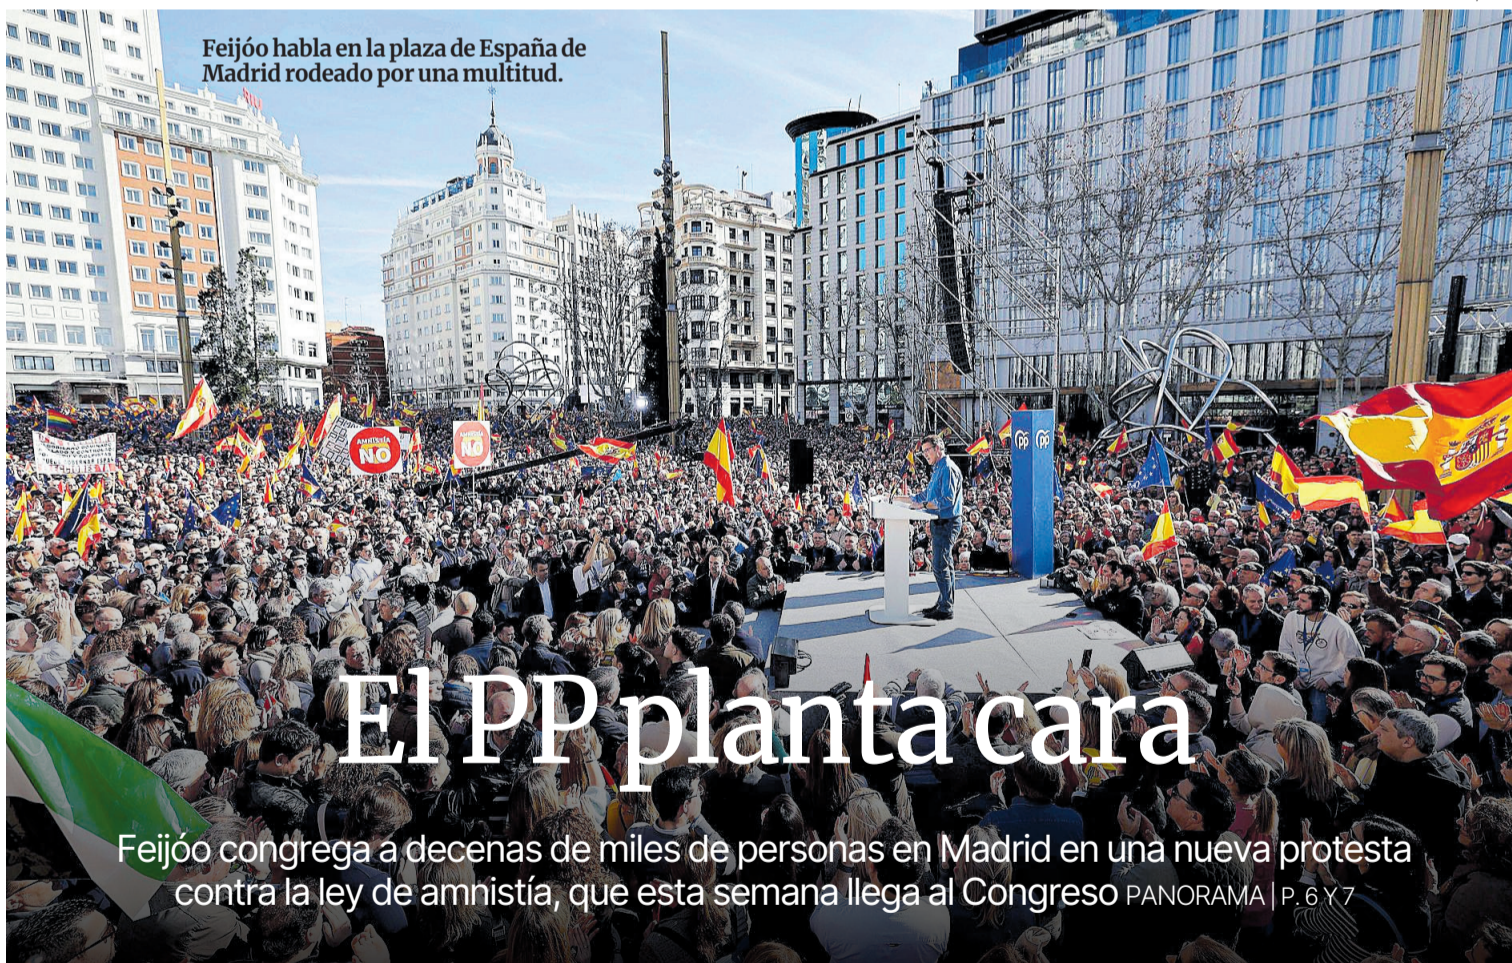 Feijóo habla en la plaza de España de
Madrid rodeado por una multitud.
AMNISTÍA
NO
AMNISTÍA
NO
PP
PP
El PP planta cara
Feijóo congrega a decenas de miles de personas en Madrid en una nueva protesta
contra la ley de amnistía, que esta semana llega al Congreso PANORAMA | P. 6 Y 7